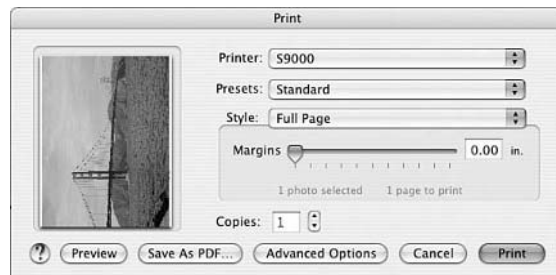 Print
Printer: S9000
Presets: Standard
Style: Full Page
Margins 0.00 in.
1 photo selected 1 page to print
Copies: 1
? Preview Save As PDF... Advanced Options Cancel Print